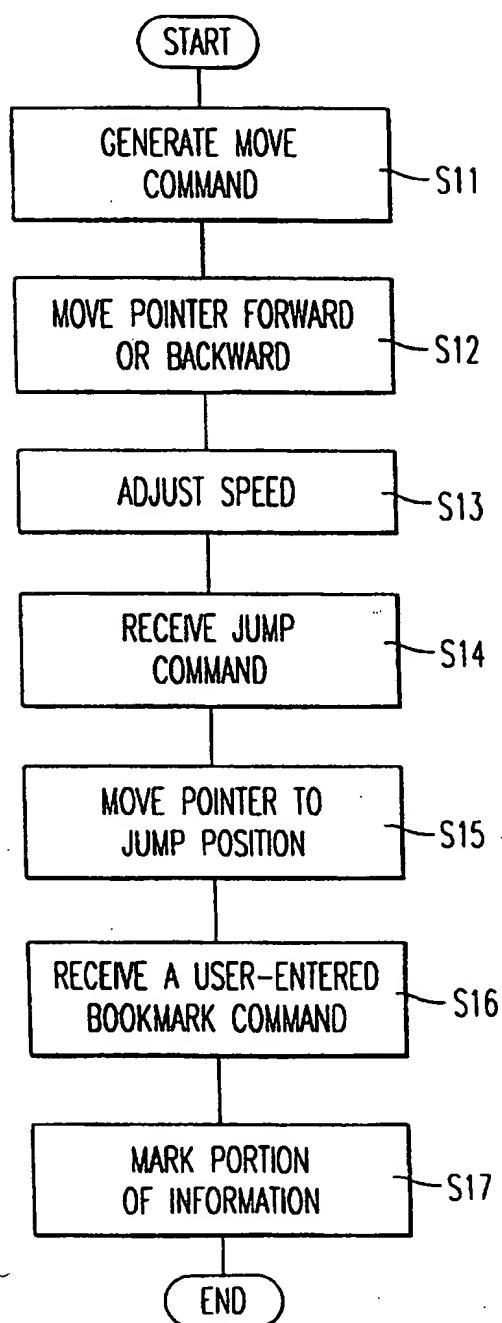 START
GENERATE MOVE
COMMAND
S11
MOVE POINTER FORWARD
OR BACKWARD
S12
ADJUST SPEED
S13
RECEIVE JUMP
COMMAND
S14
MOVE POINTER TO
JUMP POSITION
S15
RECEIVE A USER-ENTERED
BOOKMARK COMMAND
S16
MARK PORTION
OF INFORMATION
S17
END